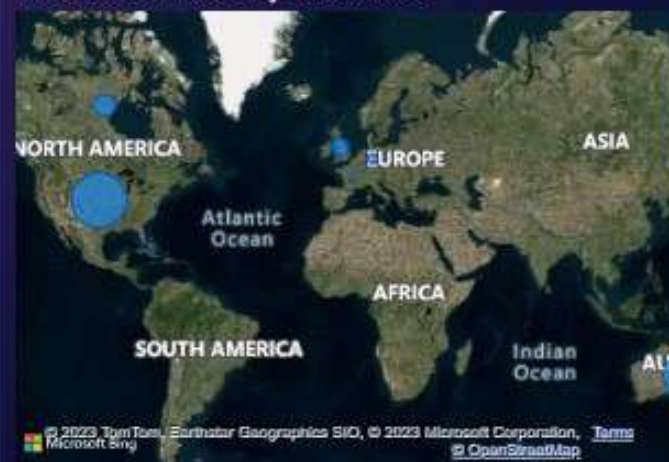 NORTH AMERICA
EUROPE
ASIA
Atlantic
Ocean
AFRICA
SOUTH AMERICA
Indian
Ocean
AU
© 2023 TomTom, Earthstar Geographics SIO, © 2023 Microsoft Corporation, Terms
Microsoft Bing
© OpenStreetMap